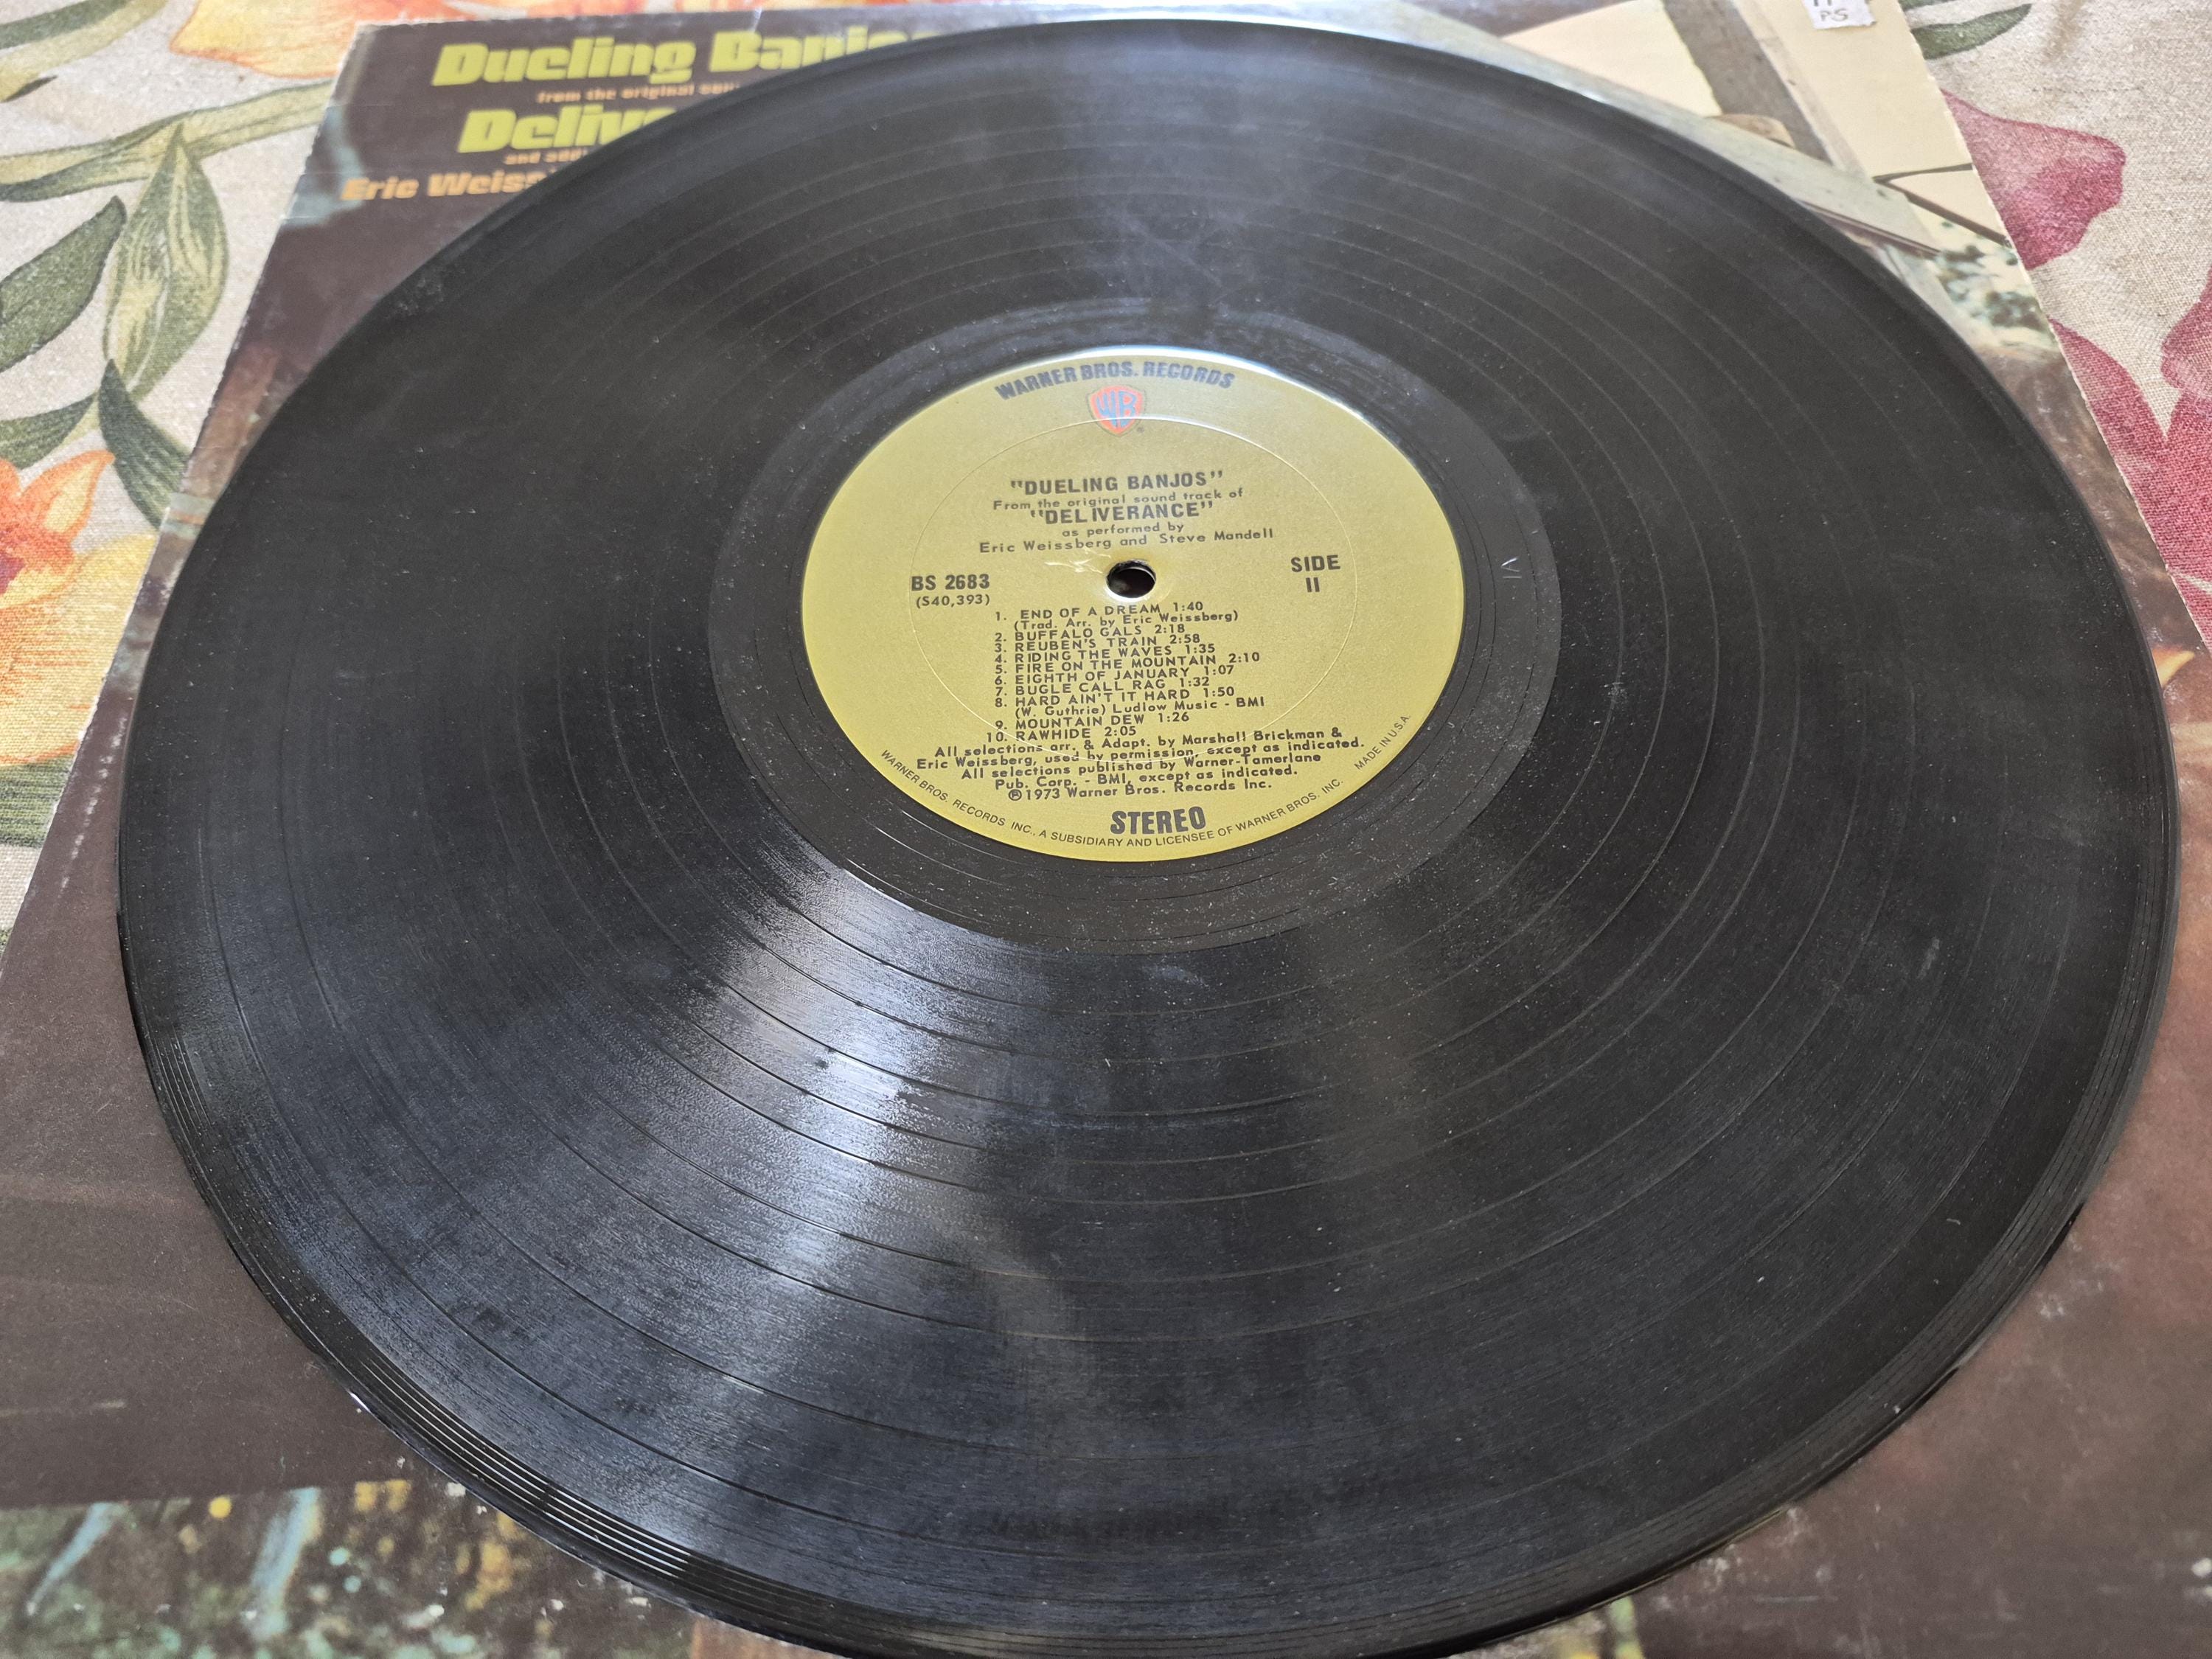 Dueling
from the original
Eric
PS
WARNER BROS. RECORDS
WB
"DUELING BANJOS"
From the original sound track of
"DELIVERANCE"
as performed by
Eric Weissberg and Steve Mandell
BS 2683
(S40,393)
SIDE
II
1. END OF A DREAM 1:40
(Trad. Arr. by Eric Weissberg)
2. BUFFALO GALS 2:18
3. REUBEN'S TRAIN 2:58
4. RIDING THE WAVES 1:35
5. FIRE ON THE MOUNTAIN 2:10
6. EIGHTH OF JANUARY 1:07
7. BUGLE CALL RAG 1:32
8. HARD AIN'T IT HARD 1:50
(W. Guthrie) Ludlow Music - BMI
9. MOUNTAIN DEW 1:26
10. RAWHIDE 2:05
All selections arr. & Adapt. by Marshall Brickman &
Eric Weissberg, used by permission, except as indicated.
All selections published by Warner-Tamerlane
Pub. Corp. - BMI, except as indicated.
℗1973 Warner Bros. Records Inc.
STEREO
WARNER BROS. RECORDS INC., A SUBSIDIARY AND LICENSEE OF WARNER BROS. INC. MADE IN U.S.A.